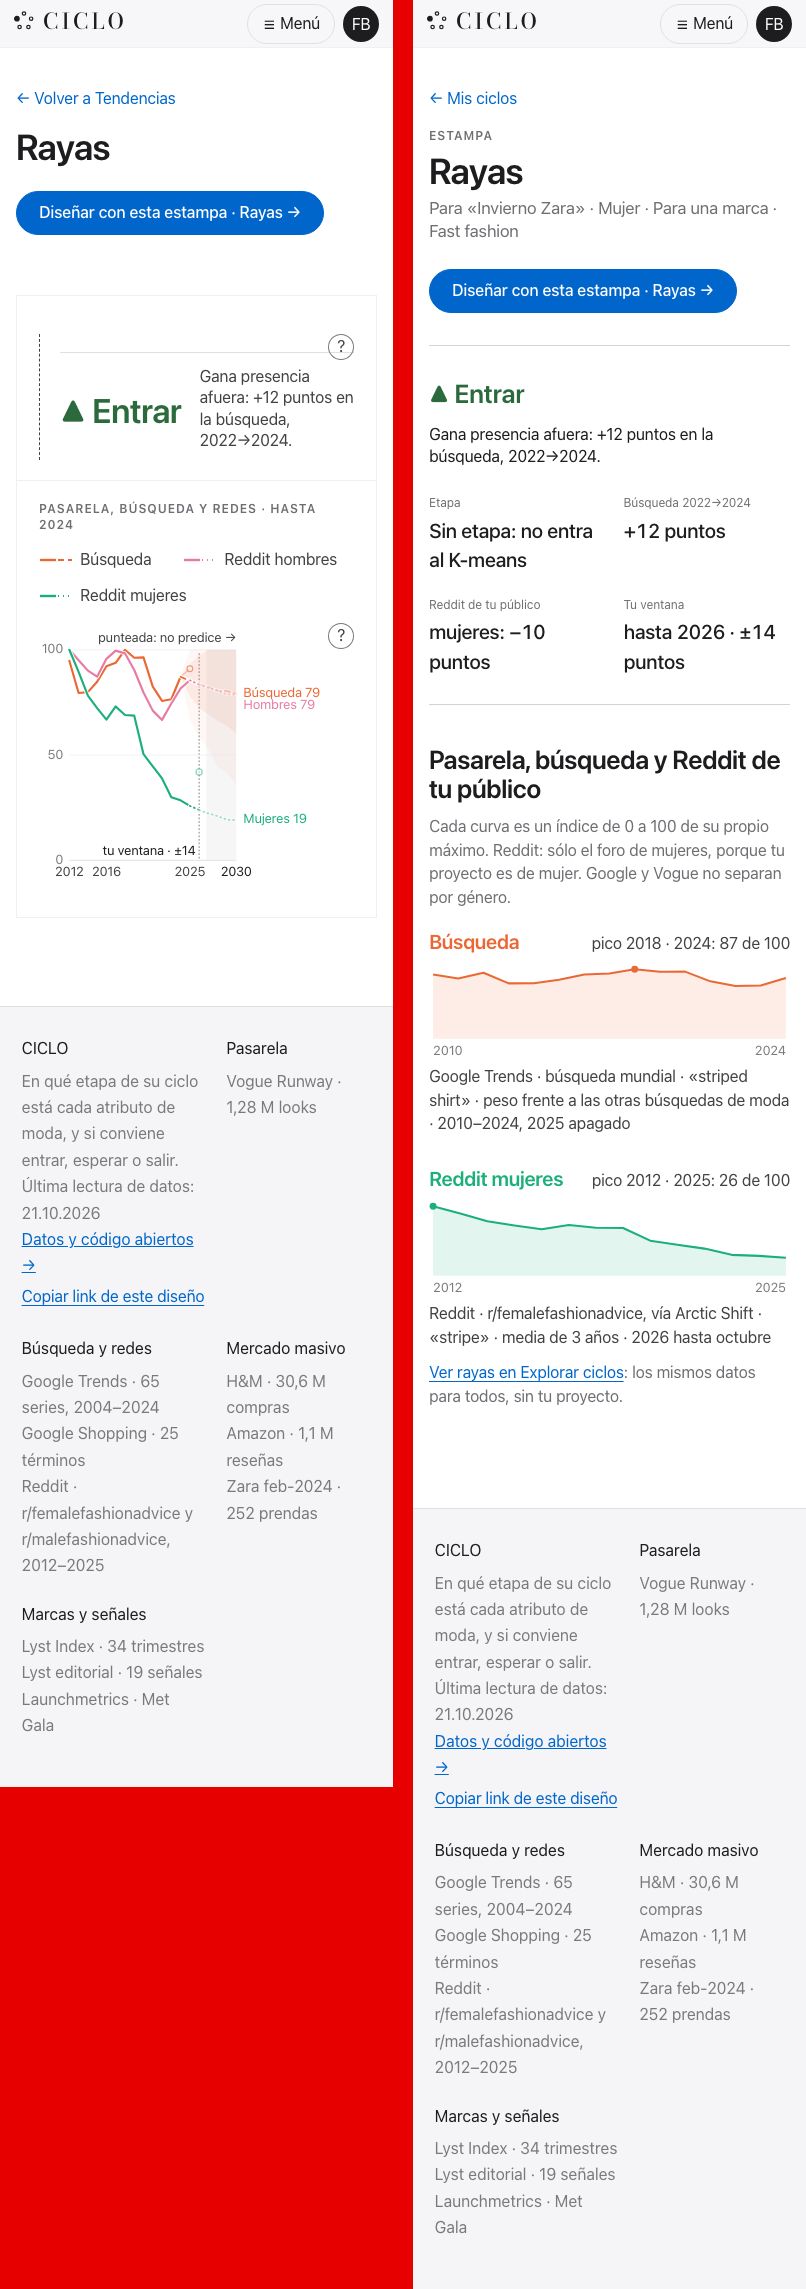 CICLO
≡ Menú
FB
← Volver a Tendencias
Rayas
Diseñar con esta estampa · Rayas →
?
▲ Entrar
Gana presencia
afuera: +12 puntos en
la búsqueda,
2022→2024.
PASARELA, BÚSQUEDA Y REDES · HASTA
2024
Búsqueda
Reddit hombres
Reddit mujeres
?
punteada: no predice →
100
50
0
Búsqueda 79
Hombres 79
Mujeres 19
tu ventana · ±14
2012 2016 2025 2030
CICLO
En qué etapa de su ciclo
está cada atributo de
moda, y si conviene
entrar, esperar o salir.
Última lectura de datos:
21.10.2026
Datos y código abiertos
→
Copiar link de este diseño
Pasarela
Vogue Runway ·
1,28 M looks
Búsqueda y redes
Google Trends · 65
series, 2004–2024
Google Shopping · 25
términos
Reddit ·
r/femalefashionadvice y
r/malefashionadvice,
2012–2025
Mercado masivo
H&M · 30,6 M
compras
Amazon · 1,1 M
reseñas
Zara feb-2024 ·
252 prendas
Marcas y señales
Lyst Index · 34 trimestres
Lyst editorial · 19 señales
Launchmetrics · Met
Gala
CICLO
≡ Menú
FB
← Mis ciclos
ESTAMPA
Rayas
Para «Invierno Zara» · Mujer · Para una marca ·
Fast fashion
Diseñar con esta estampa · Rayas →
▲ Entrar
Gana presencia afuera: +12 puntos en la
búsqueda, 2022→2024.
Etapa
Sin etapa: no entra
al K-means
Búsqueda 2022→2024
+12 puntos
Reddit de tu público
mujeres: −10
puntos
Tu ventana
hasta 2026 · ±14
puntos
Pasarela, búsqueda y Reddit de
tu público
Cada curva es un índice de 0 a 100 de su propio
máximo. Reddit: sólo el foro de mujeres, porque tu
proyecto es de mujer. Google y Vogue no separan
por género.
Búsqueda
pico 2018 · 2024: 87 de 100
2010
2024
Google Trends · búsqueda mundial · «striped
shirt» · peso frente a las otras búsquedas de moda
· 2010–2024, 2025 apagado
Reddit mujeres
pico 2012 · 2025: 26 de 100
2012
2025
Reddit · r/femalefashionadvice, vía Arctic Shift ·
«stripe» · media de 3 años · 2026 hasta octubre
Ver rayas en Explorar ciclos: los mismos datos
para todos, sin tu proyecto.
CICLO
En qué etapa de su ciclo
está cada atributo de
moda, y si conviene
entrar, esperar o salir.
Última lectura de datos:
21.10.2026
Datos y código abiertos
→
Copiar link de este diseño
Pasarela
Vogue Runway ·
1,28 M looks
Búsqueda y redes
Google Trends · 65
series, 2004–2024
Google Shopping · 25
términos
Reddit ·
r/femalefashionadvice y
r/malefashionadvice,
2012–2025
Mercado masivo
H&M · 30,6 M
compras
Amazon · 1,1 M
reseñas
Zara feb-2024 ·
252 prendas
Marcas y señales
Lyst Index · 34 trimestres
Lyst editorial · 19 señales
Launchmetrics · Met
Gala